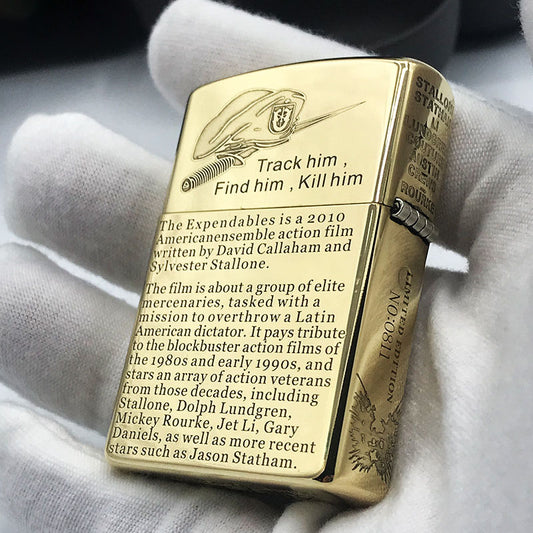 Track him ,
Find him , Kill him
The Expendables is a 2010
Americanensemble action film
written by David Callaham and
Sylvester Stallone.
The film is about a group of elite
mercenaries, tasked with a
mission to overthrow a Latin
American dictator. It pays tribute
to the blockbuster action films of
the 1980s and early 1990s, and
stars an array of action veterans
from those decades, including
Stallone, Dolph Lundgren,
Mickey Rourke, Jet Li, Gary
Daniels, as well as more recent
stars such as Jason Statham.
LI
ROURKE
LIMITED EDITION
NO:0811